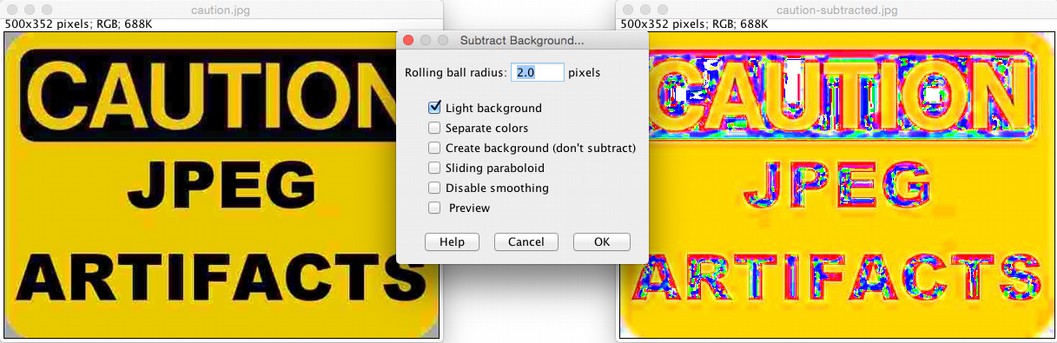 caution.jpg
500x352 pixels; RGB; 688K
CAUTION
JPEG
ARTIFACTS
Subtract Background...
Rolling ball radius: 2.0 pixels
Light background
Separate colors
Create background (don't subtract)
Sliding paraboloid
Disable smoothing
Preview
Help Cancel OK
caution-subtracted.jpg
500x352 pixels; RGB; 688K
CAUTION
JPEG
ARTIFACTS